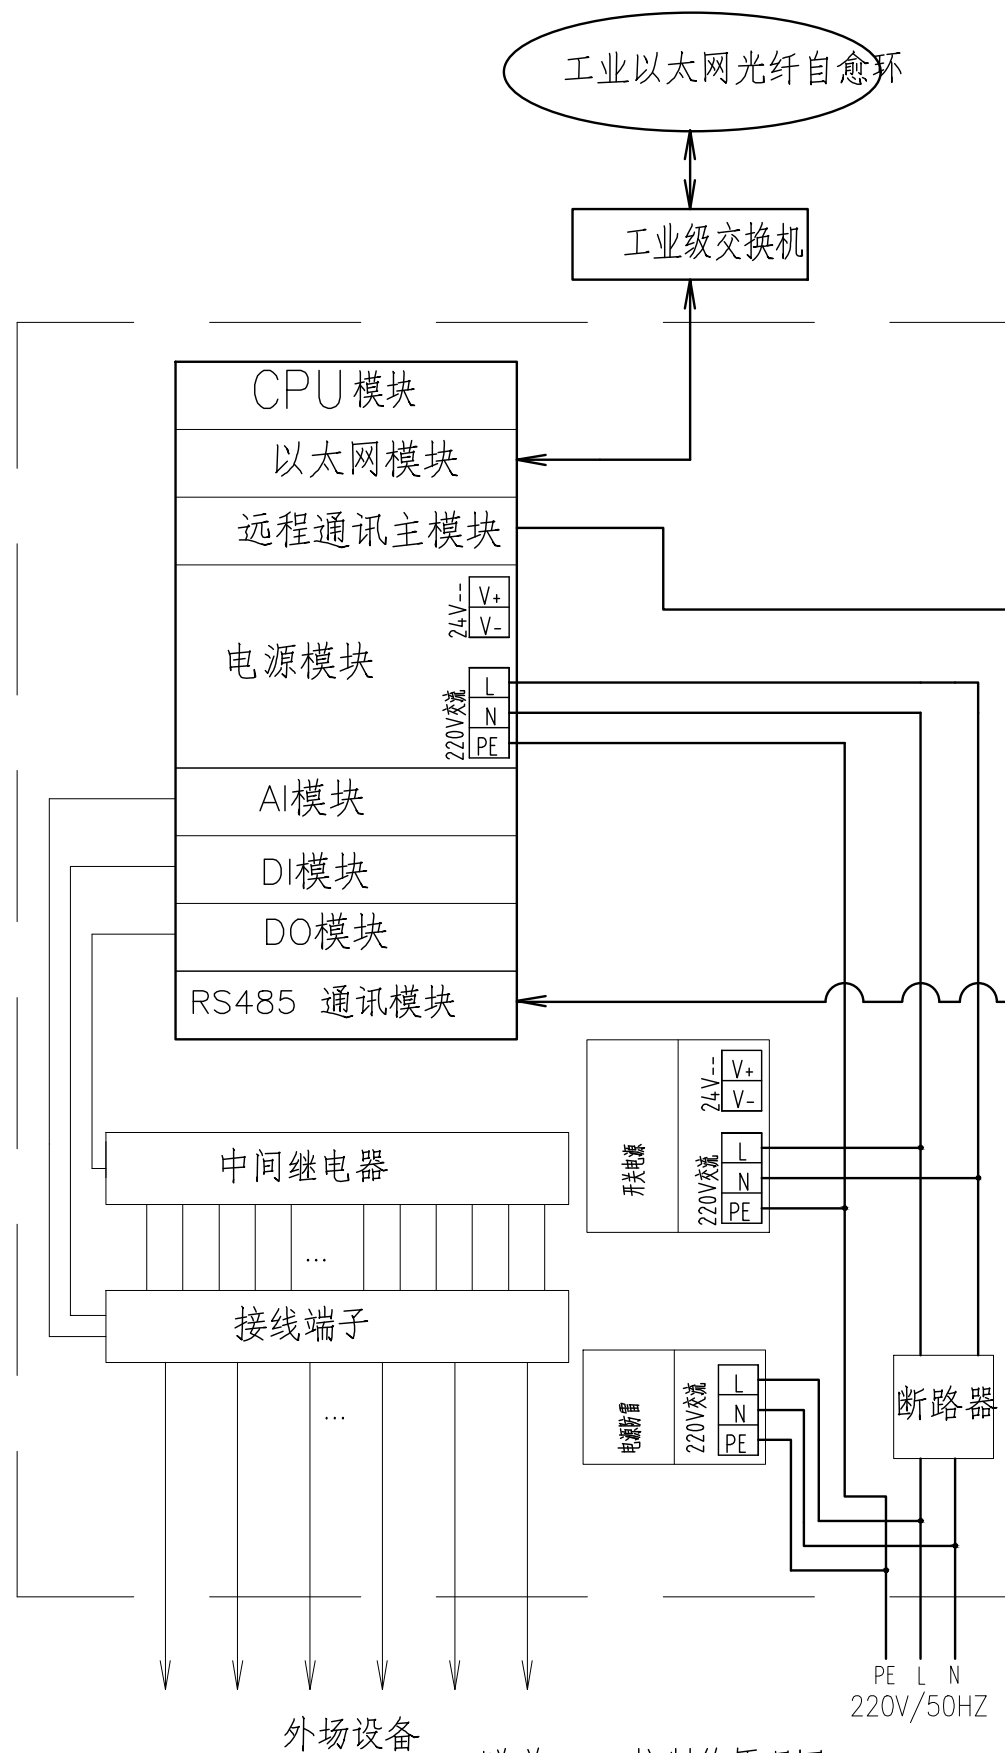 工业以太网光纤自愈环
工业级交换机
CPU模块
以太网模块
远程通讯主模块
24V--
V+
V-
电源模块
220V交流
L
N
PE
AI模块
DI模块
DO模块
RS485 通讯模块
24V--
V+
V-
开关电源
220V交流
L
N
PE
中间继电器
...
接线端子
...
电源防雷
220V交流
L
N
PE
断路器
PE L N
220V/50HZ
外场设备